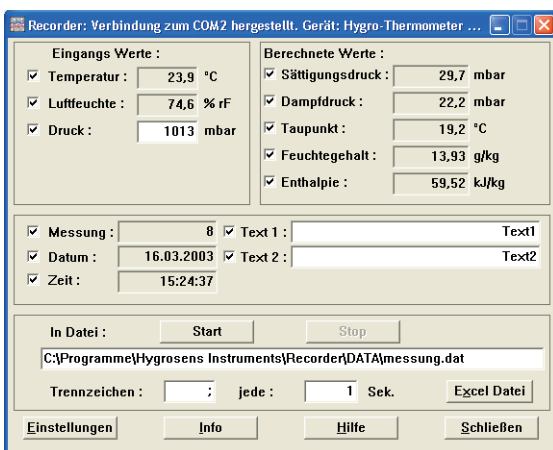 Recorder: Verbindung zum COM2 hergestellt. Gerät: Hygro-Thermometer ...
Eingangs Werte :
Temperatur : 23,9 °C
Luftfeuchte : 74,6 % rF
Druck : 1013 mbar
Berechnete Werte :
Sättigungsdruck : 29,7 mbar
Dampfdruck : 22,2 mbar
Taupunkt : 19,2 °C
Feuchtegehalt : 13,93 g/kg
Enthalpie : 59,52 kJ/kg
Messung : 8 Text 1 : Text1
Datum : 16.03.2003 Text 2 : Text2
Zeit : 15:24:37
In Datei : Start Stop
C:\Programme\Hygrosens Instruments\Recorder\DATA\messung.dat
Trennzeichen : ; jede : 1 Sek. Excel Datei
Einstellungen Info Hilfe Schließen